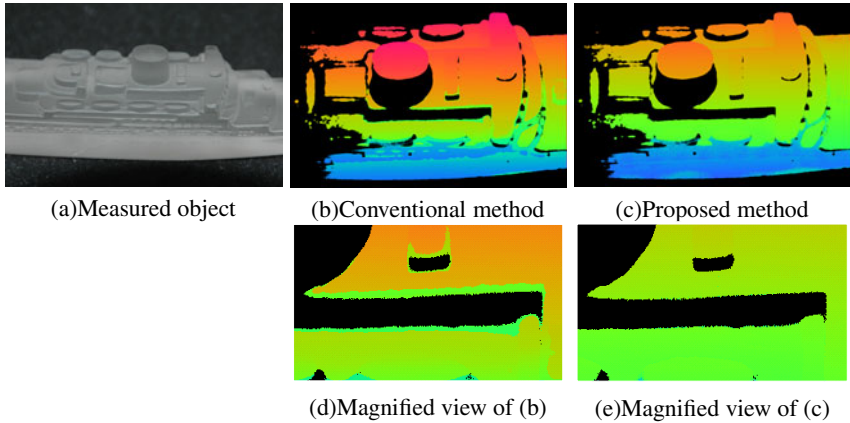 (a)Measured object
(b)Conventional method
(c)Proposed method
(d)Magnified view of (b)
(e)Magnified view of (c)